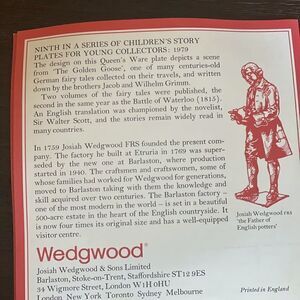 NINTH IN A SERIES OF CHILDREN'S STORY
PLATES FOR YOUNG COLLECTORS: 1979
The design on this Queen's Ware plate depicts a scene
from 'The Golden Goose', one of many centuries-old
German fairy tales collected on their travels, and written
down by the brothers Jacob and Wilhelm Grimm.
Two volumes of the fairy tales were published, the
second in the same year as the Battle of Waterloo (1815).
An English translation was championed by the novelist,
Sir Walter Scott, and the stories remain widely read in
many countries.
In 1759 Josiah Wedgwood FRS founded the present com-
pany. The factory he built at Etruria in 1769 was super-
seded by the new one at Barlaston, where production
started in 1940. The craftsmen and craftswomen, some of
whose families had worked for Wedgwood for generations,
moved to Barlaston taking with them the knowledge and
skill acquired over two centuries. The Barlaston factory –
one of the most modern in the world – is set in a beautiful
500-acre estate in the heart of the English countryside. It
is now four times its original size and has a well-equipped
visitor centre.
Josiah Wedgwood FRS
'the Father of
English potters'
Wedgwood®
Josiah Wedgwood & Sons Limited
Barlaston, Stoke-on-Trent, Staffordshire ST12 9ES
34 Wigmore Street, London W1H 0HU
London New York Toronto Sydney Melbourne
Printed in England